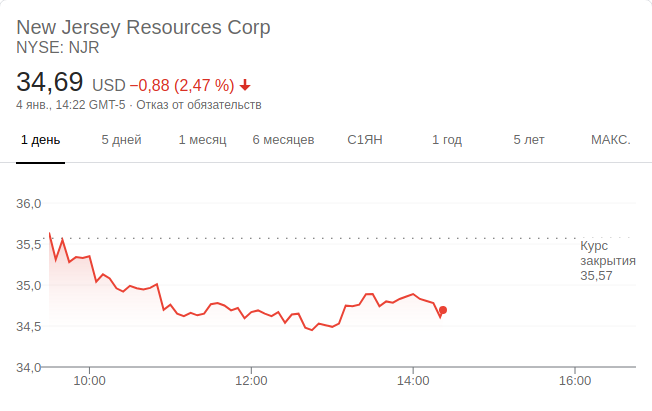 New Jersey Resources Corp
NYSE: NJR
34,69 USD −0,88 (2,47 %)
4 янв., 14:22 GMT-5 · Отказ от обязательств
1 день 5 дней 1 месяц 6 месяцев С1ЯН 1 год 5 лет МАКС.
36,0
35,5
35,0
34,5
34,0
Курс
закрытия
35,57
10:00 12:00 14:00 16:00